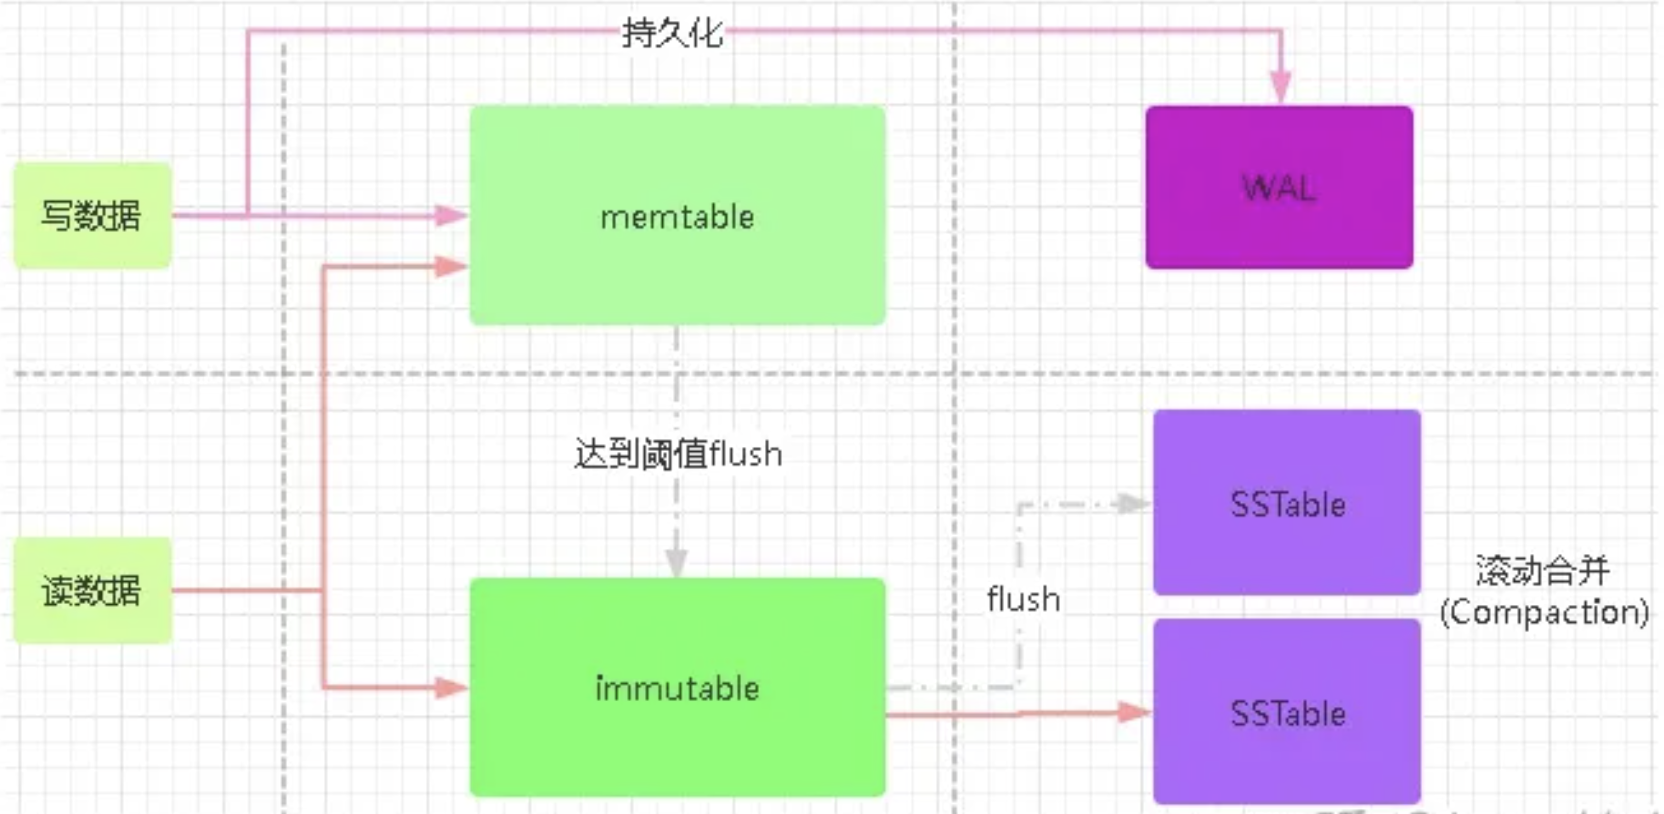 持久化
写数据
memtable
WAL
达到阈值flush
SSTable
读数据
flush
滚动合并
(Compaction)
immutable
SSTable